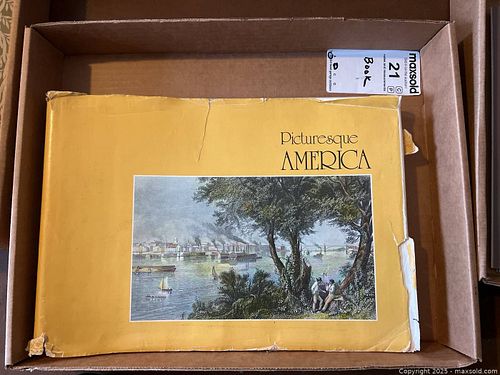 maxsold
21
Book
D
Picturesque
AMERICA
Copyright 2025 - maxsold.com